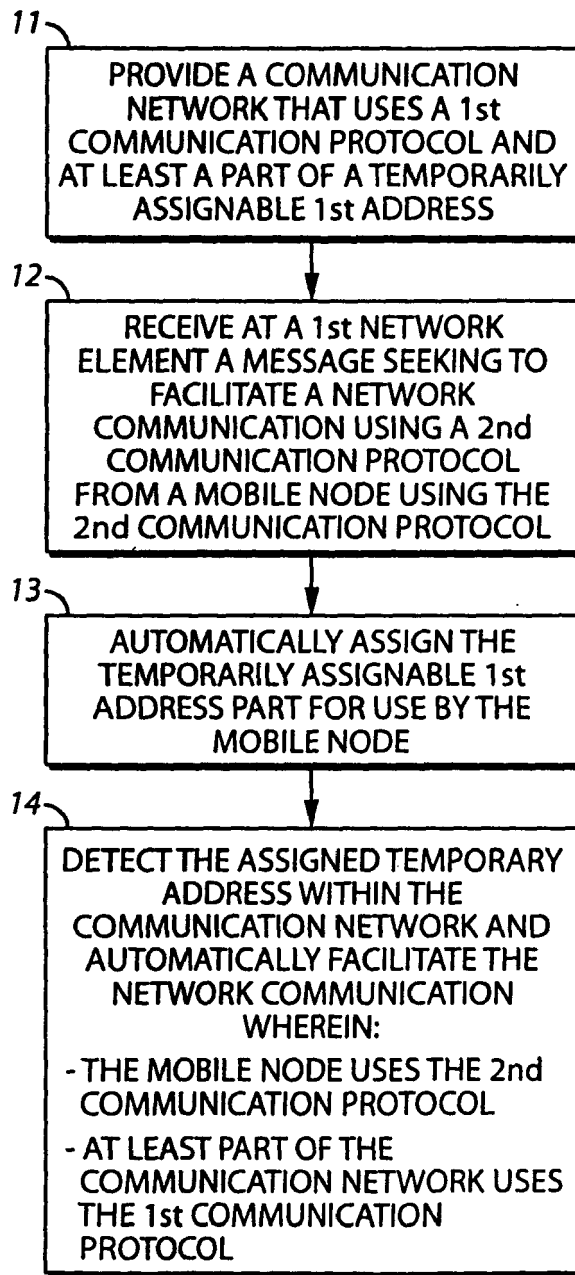 11
PROVIDE A COMMUNICATION
NETWORK THAT USES A 1st
COMMUNICATION PROTOCOL AND
AT LEAST A PART OF A TEMPORARILY
ASSIGNABLE 1st ADDRESS
12
RECEIVE AT A 1st NETWORK
ELEMENT A MESSAGE SEEKING TO
FACILITATE A NETWORK
COMMUNICATION USING A 2nd
COMMUNICATION PROTOCOL
FROM A MOBILE NODE USING THE
2nd COMMUNICATION PROTOCOL
13
AUTOMATICALLY ASSIGN THE
TEMPORARILY ASSIGNABLE 1st
ADDRESS PART FOR USE BY THE
MOBILE NODE
14
DETECT THE ASSIGNED TEMPORARY
ADDRESS WITHIN THE
COMMUNICATION NETWORK AND
AUTOMATICALLY FACILITATE THE
NETWORK COMMUNICATION
WHEREIN:
- THE MOBILE NODE USES THE 2nd
COMMUNICATION PROTOCOL
- AT LEAST PART OF THE
COMMUNICATION NETWORK USES
THE 1st COMMUNICATION
PROTOCOL